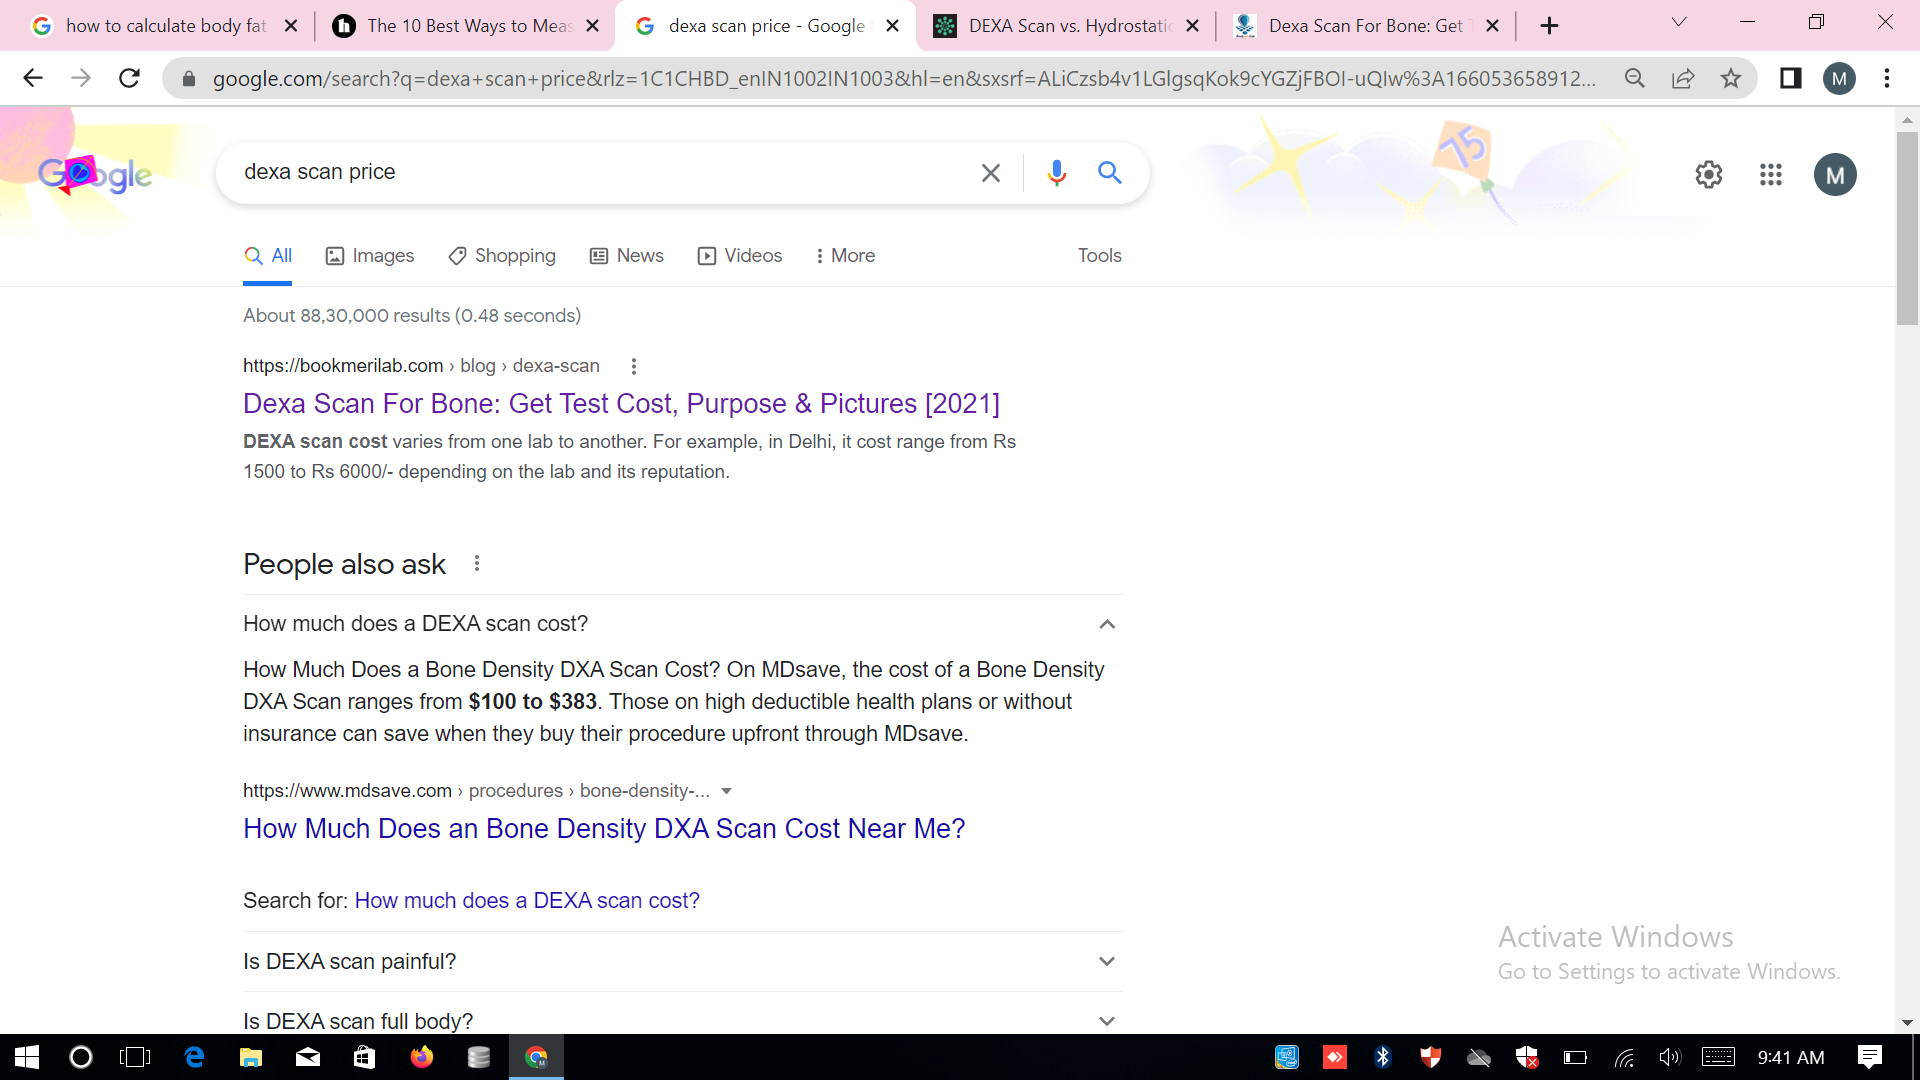 how to calculate body fat
The 10 Best Ways to Meas
dexa scan price - Google
DEXA Scan vs. Hydrostatic
Dexa Scan For Bone: Get T
google.com/search?q=dexa+scan+price&rlz=1C1CHBD_enIN1002IN1003&hl=en&sxsrf=ALiCzsb4v1LGlgsqKok9cYGZjFBOI-uQIw%3A166053658912...
M
Google
dexa scan price
75
M
All
Images
Shopping
News
Videos
More
Tools
About 88,30,000 results (0.48 seconds)
https://bookmerilab.com › blog › dexa-scan
Dexa Scan For Bone: Get Test Cost, Purpose & Pictures [2021]
DEXA scan cost varies from one lab to another. For example, in Delhi, it cost range from Rs
1500 to Rs 6000/- depending on the lab and its reputation.
People also ask
How much does a DEXA scan cost?
How Much Does a Bone Density DXA Scan Cost? On MDsave, the cost of a Bone Density
DXA Scan ranges from $100 to $383. Those on high deductible health plans or without
insurance can save when they buy their procedure upfront through MDsave.
https://www.mdsave.com › procedures › bone-density-...
How Much Does an Bone Density DXA Scan Cost Near Me?
Search for: How much does a DEXA scan cost?
Is DEXA scan painful?
Is DEXA scan full body?
Activate Windows
Go to Settings to activate Windows.
9:41 AM